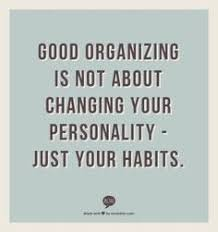 GOOD ORGANIZING
IS NOT ABOUT
CHANGING YOUR
PERSONALITY -
JUST YOUR HABITS.